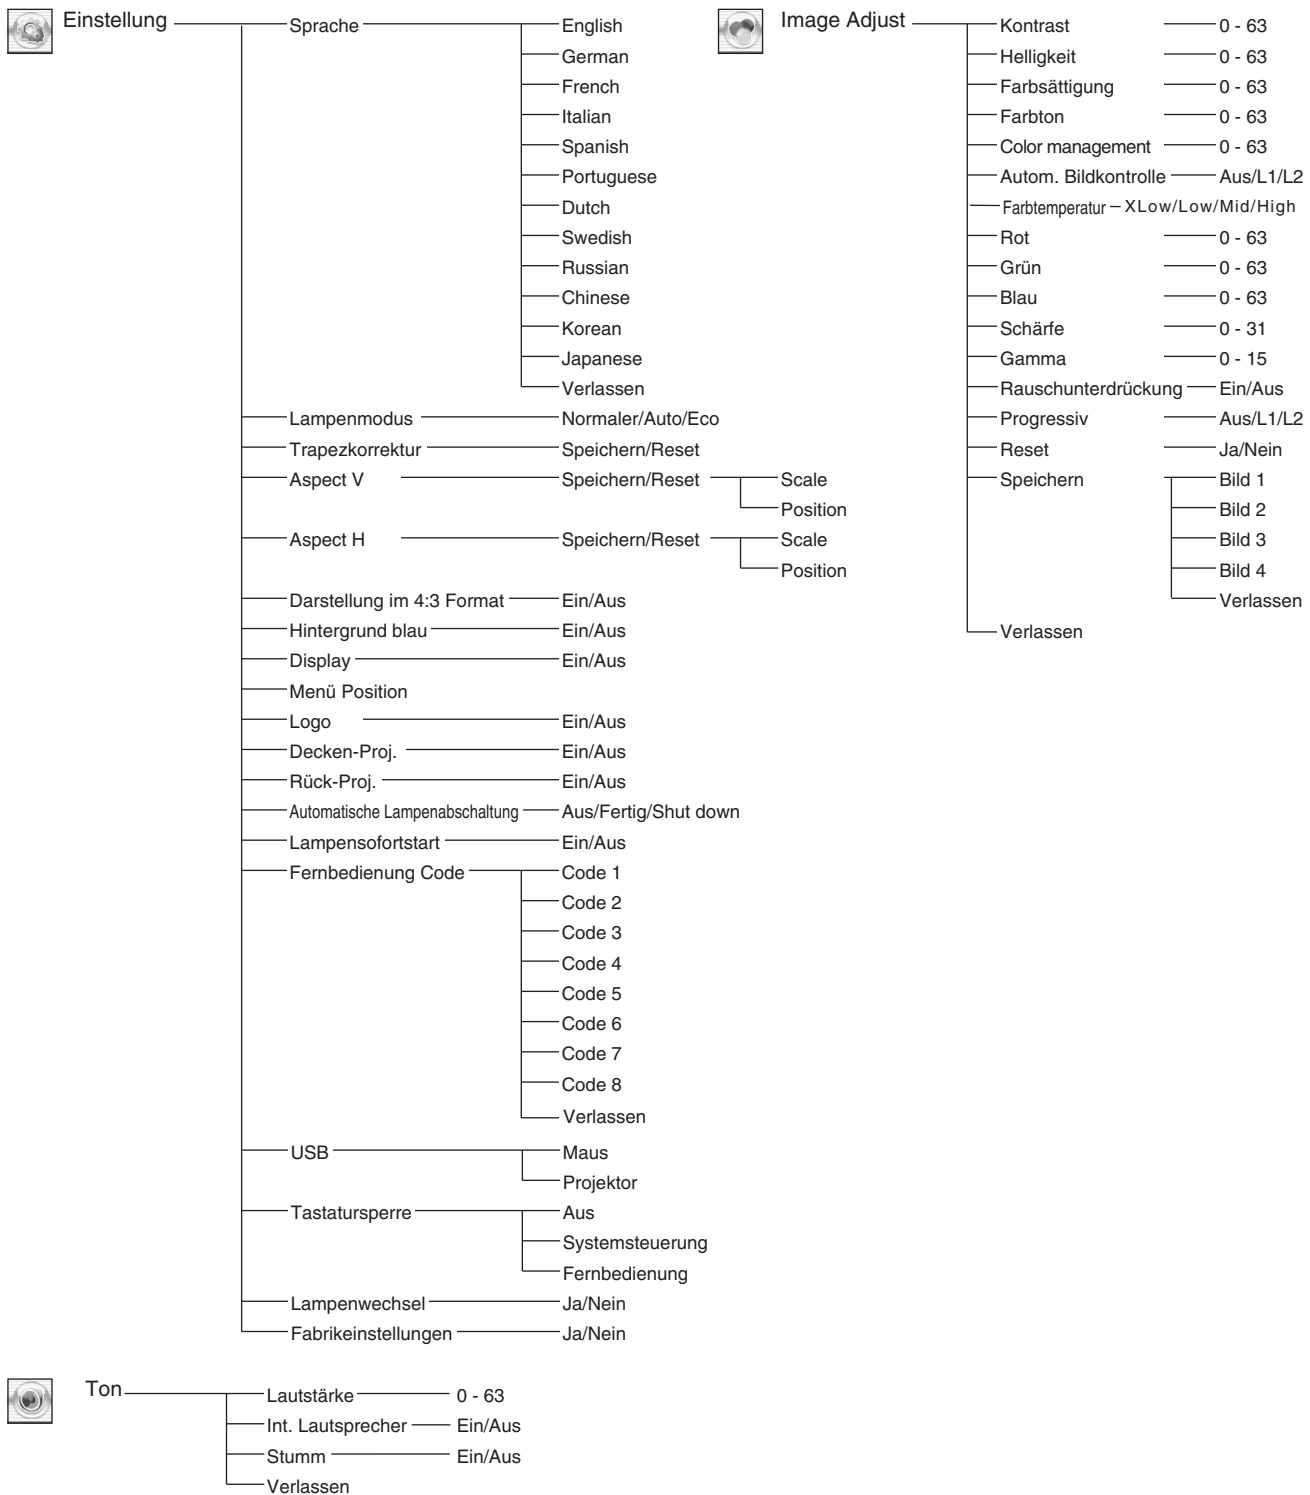 Einstellung
Sprache
English
German
French
Italian
Spanish
Portuguese
Dutch
Swedish
Russian
Chinese
Korean
Japanese
Verlassen
Lampenmodus Normaler/Auto/Eco
Trapezkorrektur Speichern/Reset
Aspect V Speichern/Reset Scale
Position
Aspect H Speichern/Reset Scale
Position
Darstellung im 4:3 Format Ein/Aus
Hintergrund blau Ein/Aus
Display Ein/Aus
Menü Position
Logo Ein/Aus
Decken-Proj. Ein/Aus
Rück-Proj. Ein/Aus
Automatische Lampenabschaltung Aus/Fertig/Shut down
Lampensofortstart Ein/Aus
Fernbedienung Code Code 1
Code 2
Code 3
Code 4
Code 5
Code 6
Code 7
Code 8
Verlassen
USB Maus
Projektor
Tastatursperre Aus
Systemsteuerung
Fernbedienung
Lampenwechsel Ja/Nein
Fabrikeinstellungen Ja/Nein
Image Adjust
Kontrast 0 - 63
Helligkeit 0 - 63
Farbsättigung 0 - 63
Farbton 0 - 63
Color management 0 - 63
Autom. Bildkontrolle Aus/L1/L2
Farbtemperatur XLow/Low/Mid/High
Rot 0 - 63
Grün 0 - 63
Blau 0 - 63
Schärfe 0 - 31
Gamma 0 - 15
Rauschunterdrückung Ein/Aus
Progressiv Aus/L1/L2
Reset Ja/Nein
Speichern Bild 1
Bild 2
Bild 3
Bild 4
Verlassen
Verlassen
Ton
Lautstärke 0 - 63
Int. Lautsprecher Ein/Aus
Stumm Ein/Aus
Verlassen